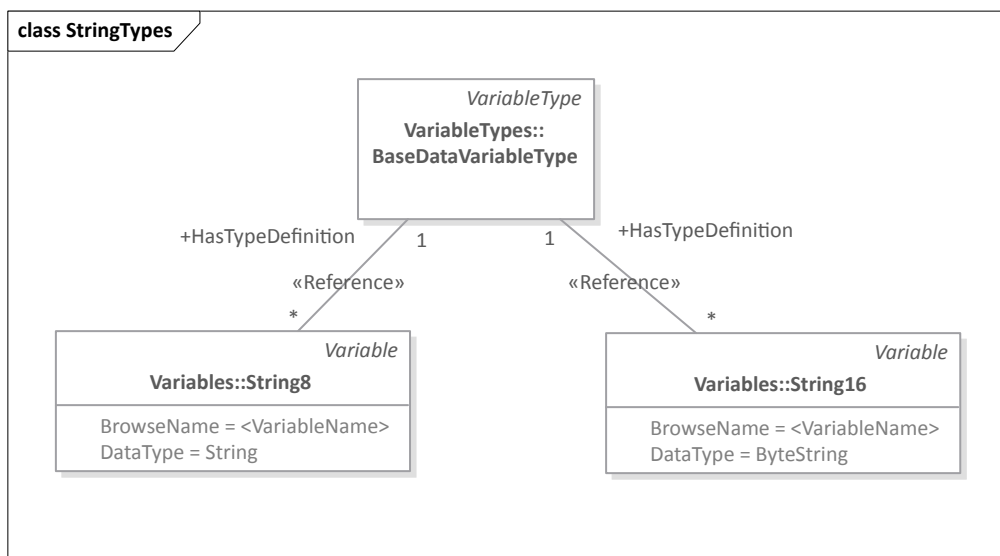 class StringTypes
VariableType
VariableTypes::
BaseDataVariableType
+HasTypeDefinition
1
1
+HasTypeDefinition
«Reference»
«Reference»
*
*
Variable
Variables::String8
BrowseName = <VariableName>
DataType = String
Variable
Variables::String16
BrowseName = <VariableName>
DataType = ByteString